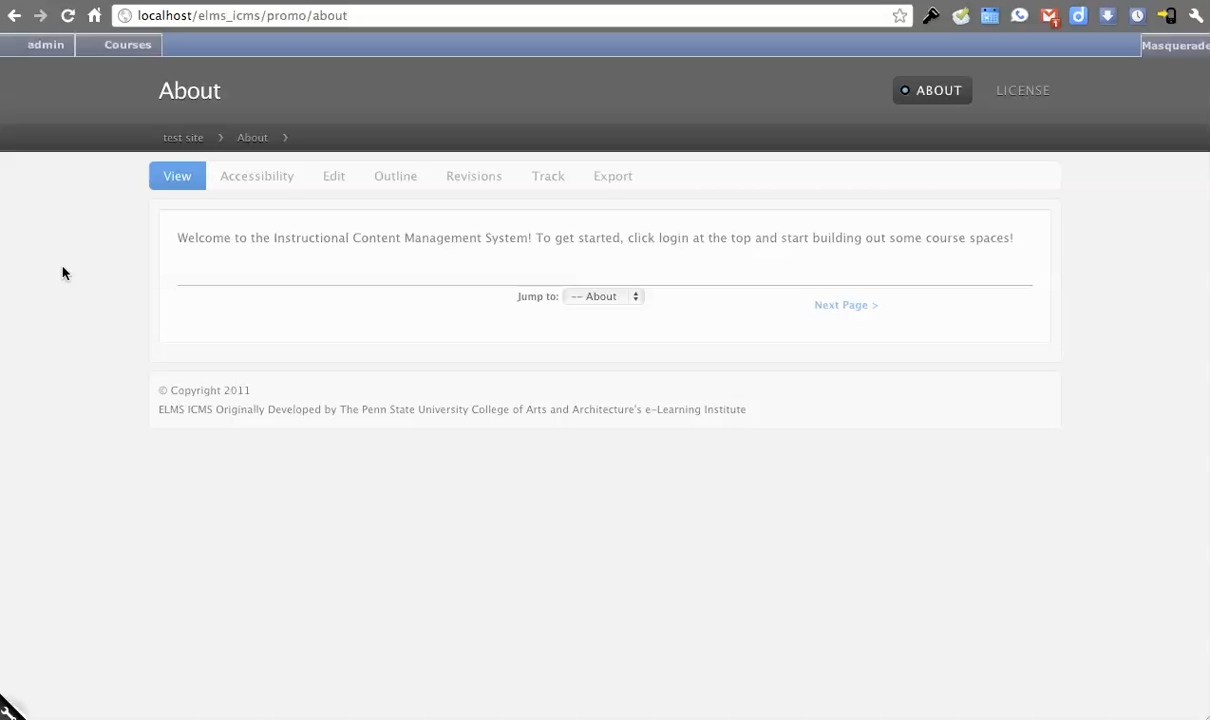 localhost/elms_icms/promo/about
1
admin
Courses
Masquerade
About
ABOUT
LICENSE
test site › About ›
View
Accessibility
Edit
Outline
Revisions
Track
Export
Welcome to the Instructional Content Management System! To get started, click login at the top and start building out some course spaces!
Jump to: -- About
Next Page >
© Copyright 2011
ELMS ICMS Originally Developed by The Penn State University College of Arts and Architecture's e-Learning Institute